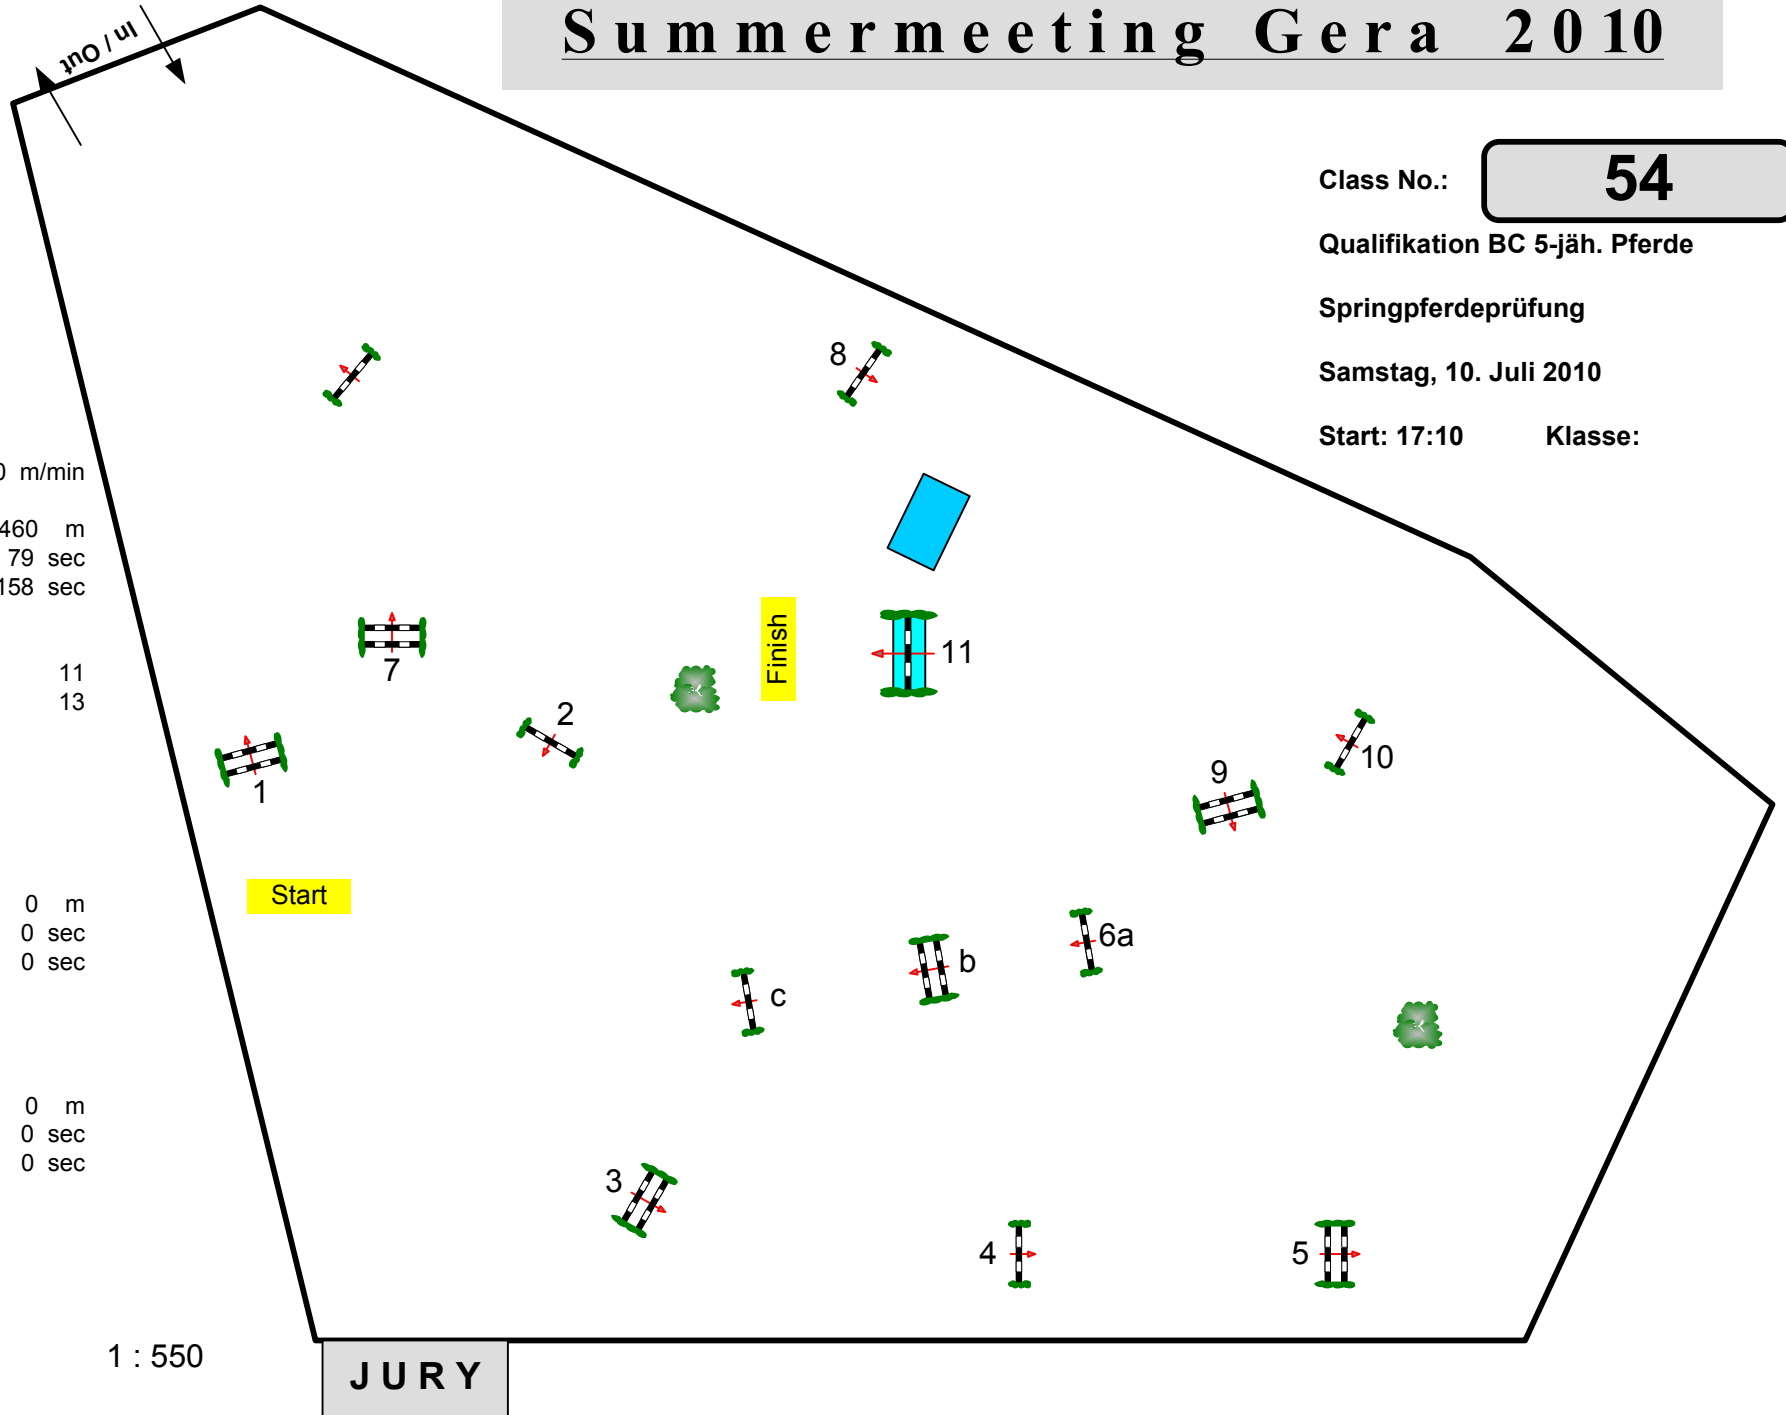 Summermeeting Gera 2010
In / Out
Class No.: 54
Qualifikation BC 5-jäh. Pferde
Springpferdeprüfung
Samstag, 10. Juli 2010
Start: 17:10 Klasse:
8
m/min
460 m
79 sec
158 sec
11
13
7
Finish
11
2
1
10
9
Start
0 m
0 sec
0 sec
6a
b
c
0 m
0 sec
0 sec
3
4
5
1 : 550
JURY